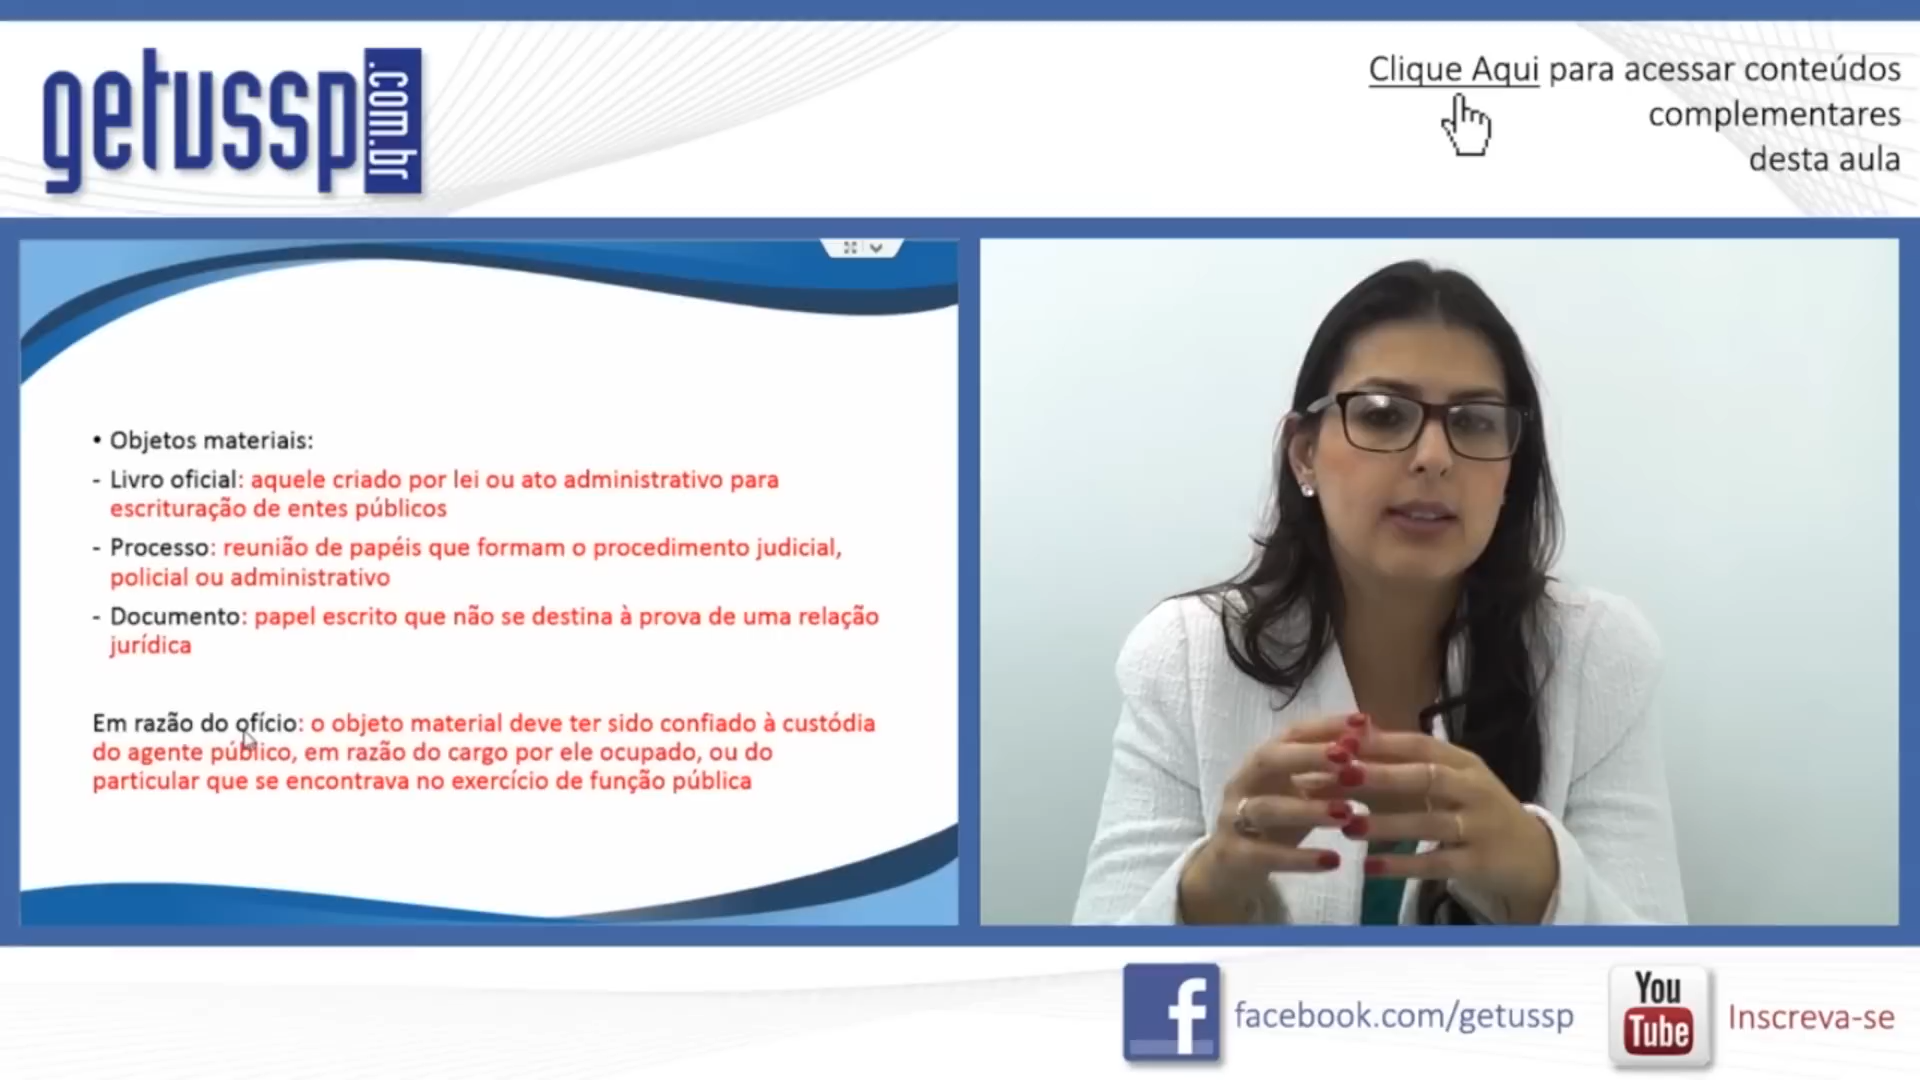 getussp.com.br
Clique Aqui para acessar conteúdos
complementares
desta aula
• Objetos materiais:
- Livro oficial: aquele criado por lei ou ato administrativo para
escrituração de entes públicos
- Processo: reunião de papéis que formam o procedimento judicial,
policial ou administrativo
- Documento: papel escrito que não se destina à prova de uma relação
jurídica
Em razão do ofício: o objeto material deve ter sido confiado à custódia
do agente público, em razão do cargo por ele ocupado, ou do
particular que se encontrava no exercício de função pública
f facebook.com/getussp
You
Tube
Inscreva-se